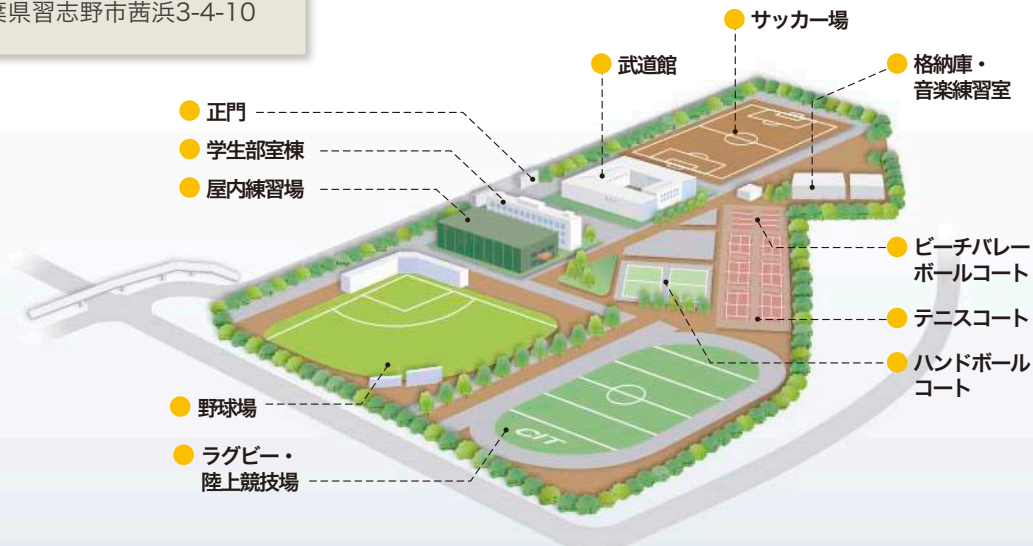 葉県習志野市茜浜3-4-10
サッカー場
武道館
格納庫・
音楽練習室
正門
学生部室棟
屋内練習場
ビーチバレー
ボールコート
テニスコート
ハンドボール
コート
野球場
ラグビー・
陸上競技場
CIT